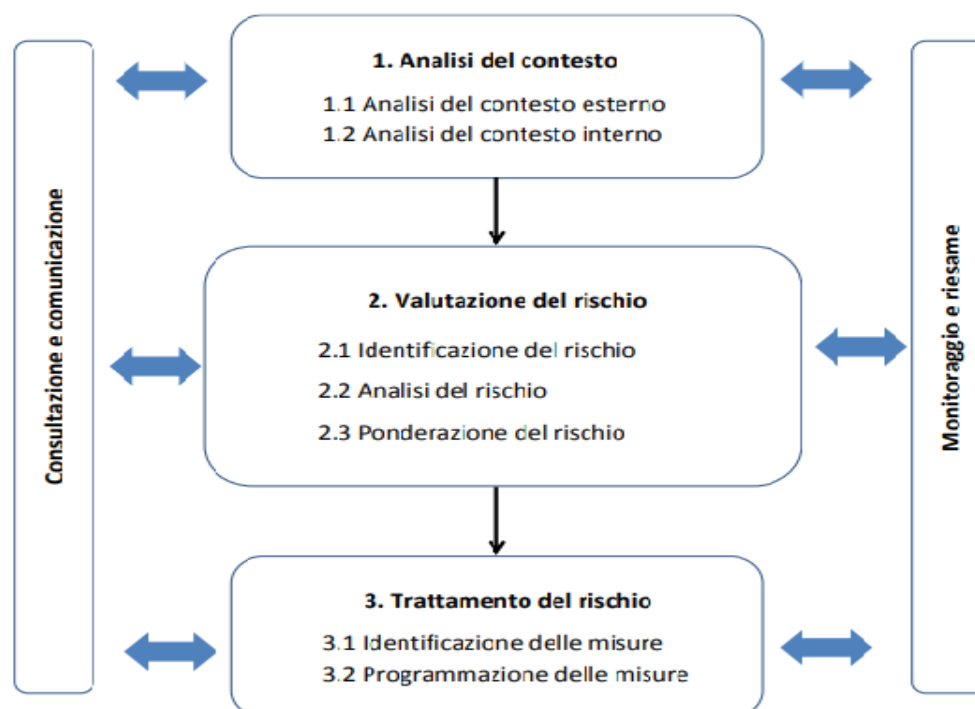 Consultazione e comunicazione
1. Analisi del contesto
1.1 Analisi del contesto esterno
1.2 Analisi del contesto interno
2. Valutazione del rischio
2.1 Identificazione del rischio
2.2 Analisi del rischio
2.3 Ponderazione del rischio
3. Trattamento del rischio
3.1 Identificazione delle misure
3.2 Programmazione delle misure
Monitoraggio e riesame